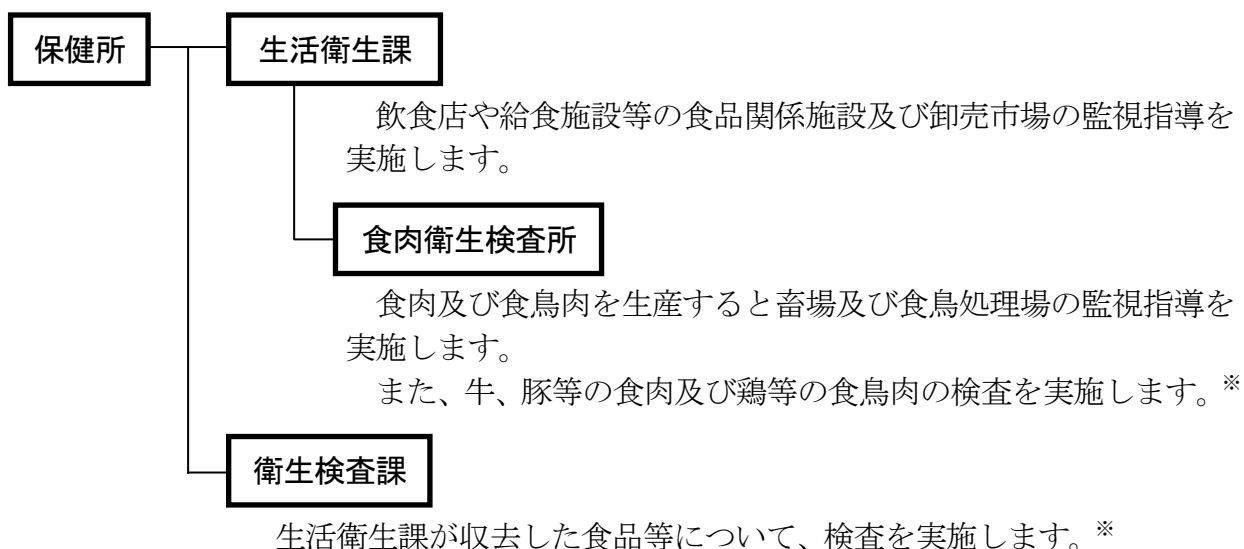 保健所
生活衛生課
飲食店や給食施設等の食品関係施設及び卸売市場の監視指導を
実施します。
食肉衛生検査所
食肉及び食鳥肉を生産すると畜場及び食鳥処理場の監視指導を
実施します。
また、牛、豚等の食肉及び鶏等の食鳥肉の検査を実施します。※
衛生検査課
生活衛生課が収去した食品等について、検査を実施します。※